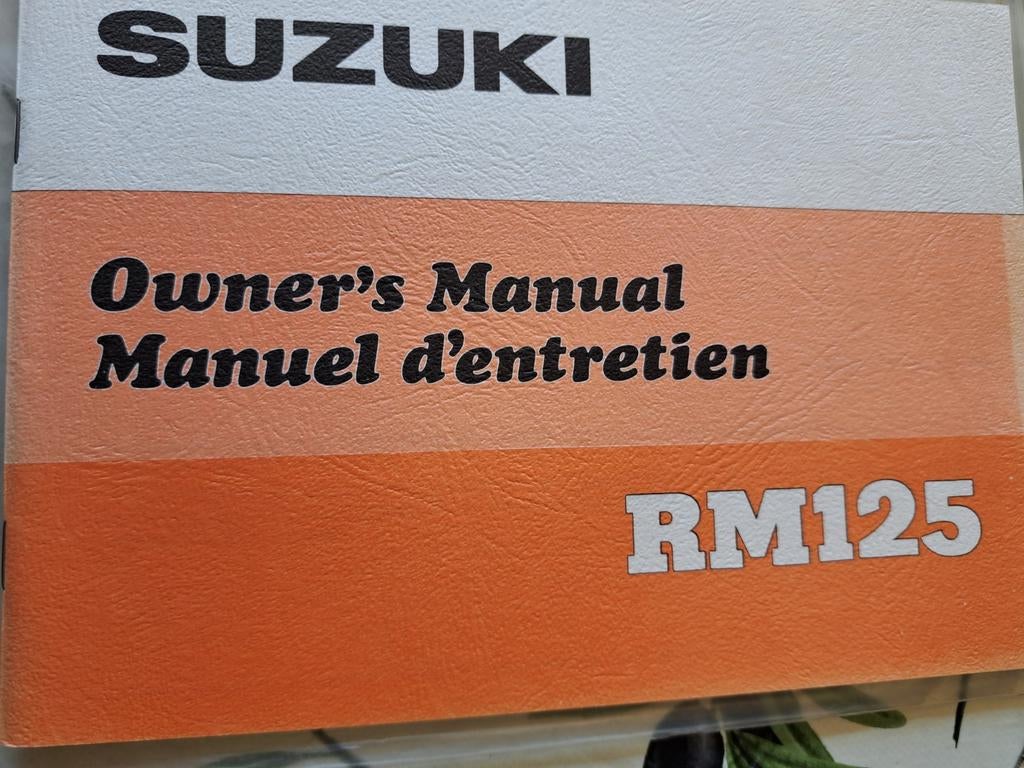 SUZUKI
Owner's Manual
Manuel d'entretien
RM125